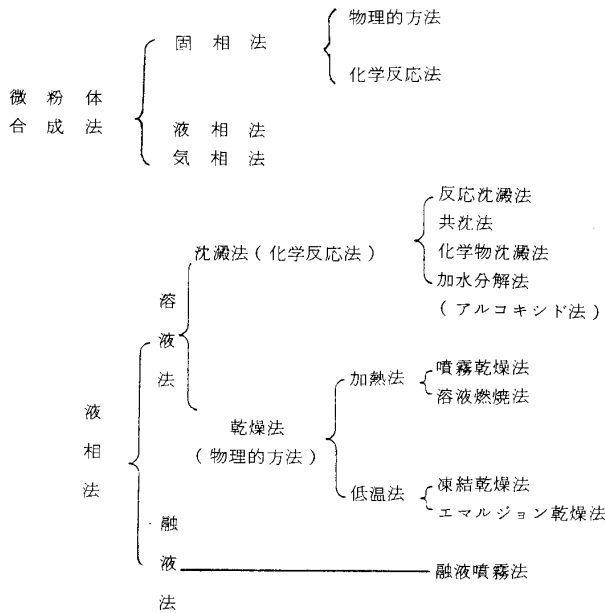 微粉体
合成法
固相法
物理的方法
化学反応法
液相法
気相法
液相法
溶液法
沈澱法(化学反応法)
反応沈澱法
共沈法
化学物沈澱法
加水分解法
(アルコキシド法)
乾燥法
(物理的方法)
加熱法
噴霧乾燥法
溶液燃焼法
低温法
凍結乾燥法
エマルジョン乾燥法
融液法
融液噴霧法